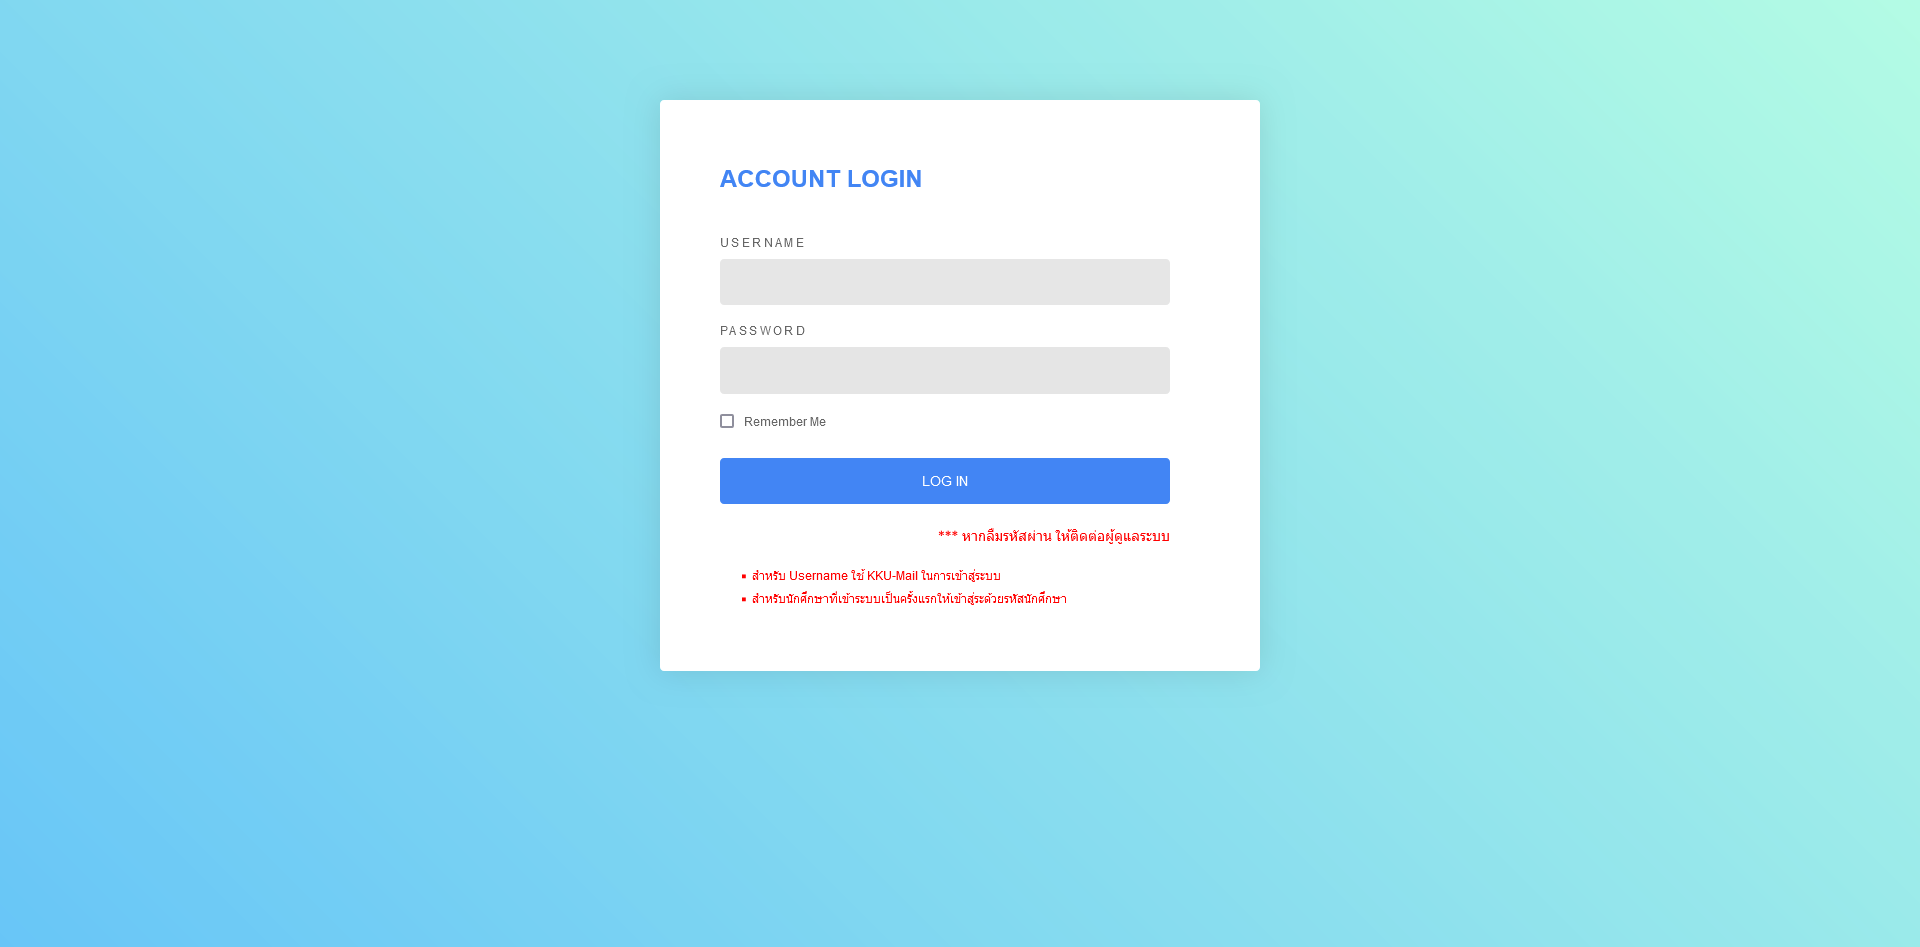 ACCOUNT LOGIN
USERNAME
PASSWORD
Remember Me
LOG IN
*** หากลืมรหัสผ่าน ให้ติดต่อผู้ดูแลระบบ
สำหรับ Username ใช้ KKU-Mail ในการเข้าสู่ระบบ
สำหรับนักศึกษาที่เข้าระบบเป็นครั้งแรกให้เข้าสู่ระด้วยรหัสนักศึกษา